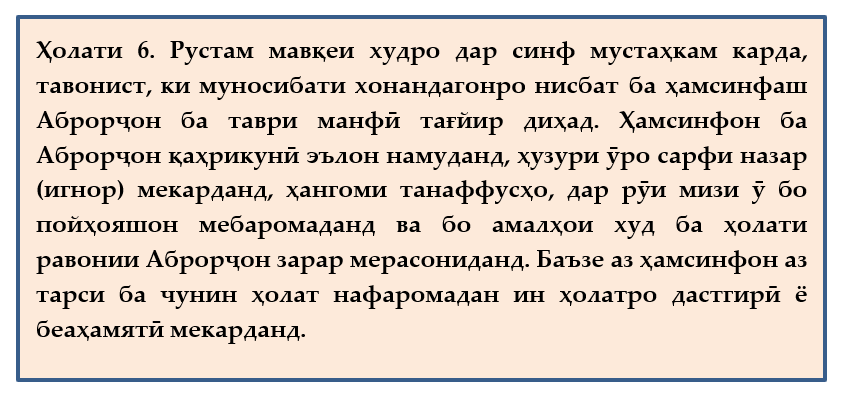 Ҳолати 6. Рустам мавқеи худро дар синф мустаҳкам карда,
тавонист, ки муносибати хонандагонро нисбат ба ҳамсинфаш
Аброрҷон ба таври манфӣ тағйир диҳад. Ҳамсинфон ба
Аброрҷон қаҳрикунӣ эълон намуданд, ҳузури ӯро сарфи назар
(игнор) мекарданд, ҳангоми танаффусҳо, дар рӯи мизи ӯ бо
пойҳояшон мебаромаданд ва бо амалҳои худ ба ҳолати
равонии Аброрҷон зарар мерасониданд. Баъзе аз ҳамсинфон аз
тарси ба чунин ҳолат нафаромадан ин ҳолатро дастгирӣ ё
беаҳамятӣ мекарданд.